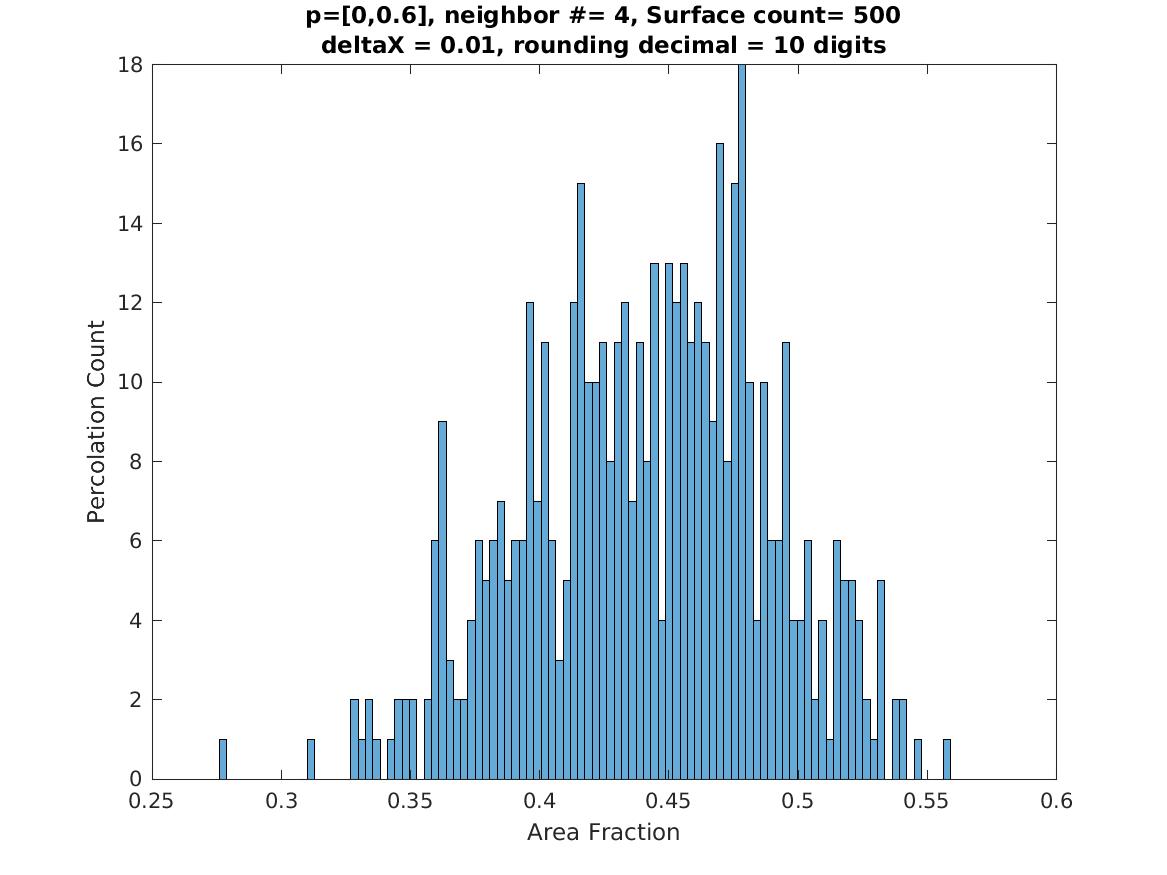 p=[0,0.6], neighbor #= 4, Surface count= 500
deltaX = 0.01, rounding decimal = 10 digits
18
16
14
12
10
8
6
4
2
0
Percolation Count
0.25 0.3 0.35 0.4 0.45 0.5 0.55 0.6
Area Fraction